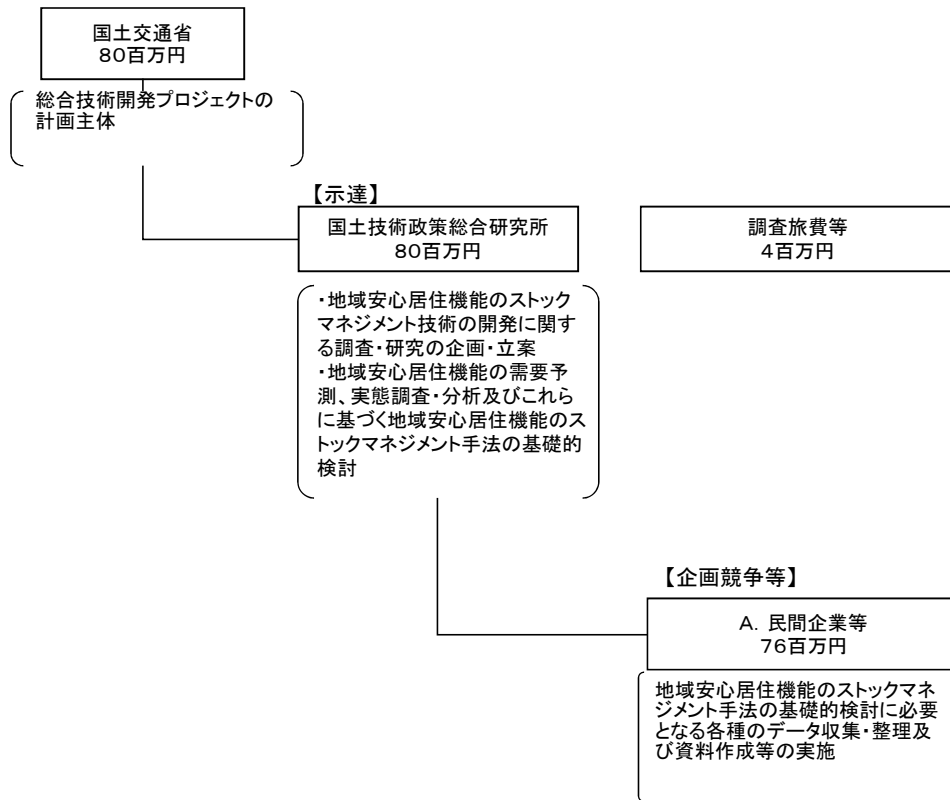 国土交通省
80百万円
総合技術開発プロジェクトの
計画主体
【示達】
国土技術政策総合研究所
80百万円
調査旅費等
4百万円
・地域安心居住機能のストック
マネジメント技術の開発に関す
る調査・研究の企画・立案
・地域安心居住機能の需要予
測、実態調査・分析及びこれら
に基づく地域安心居住機能のス
トックマネジメント手法の基礎的
検討
【企画競争等】
A. 民間企業等
76百万円
地域安心居住機能のストックマネ
ジメント手法の基礎的検討に必要
となる各種のデータ収集・整理及
び資料作成等の実施